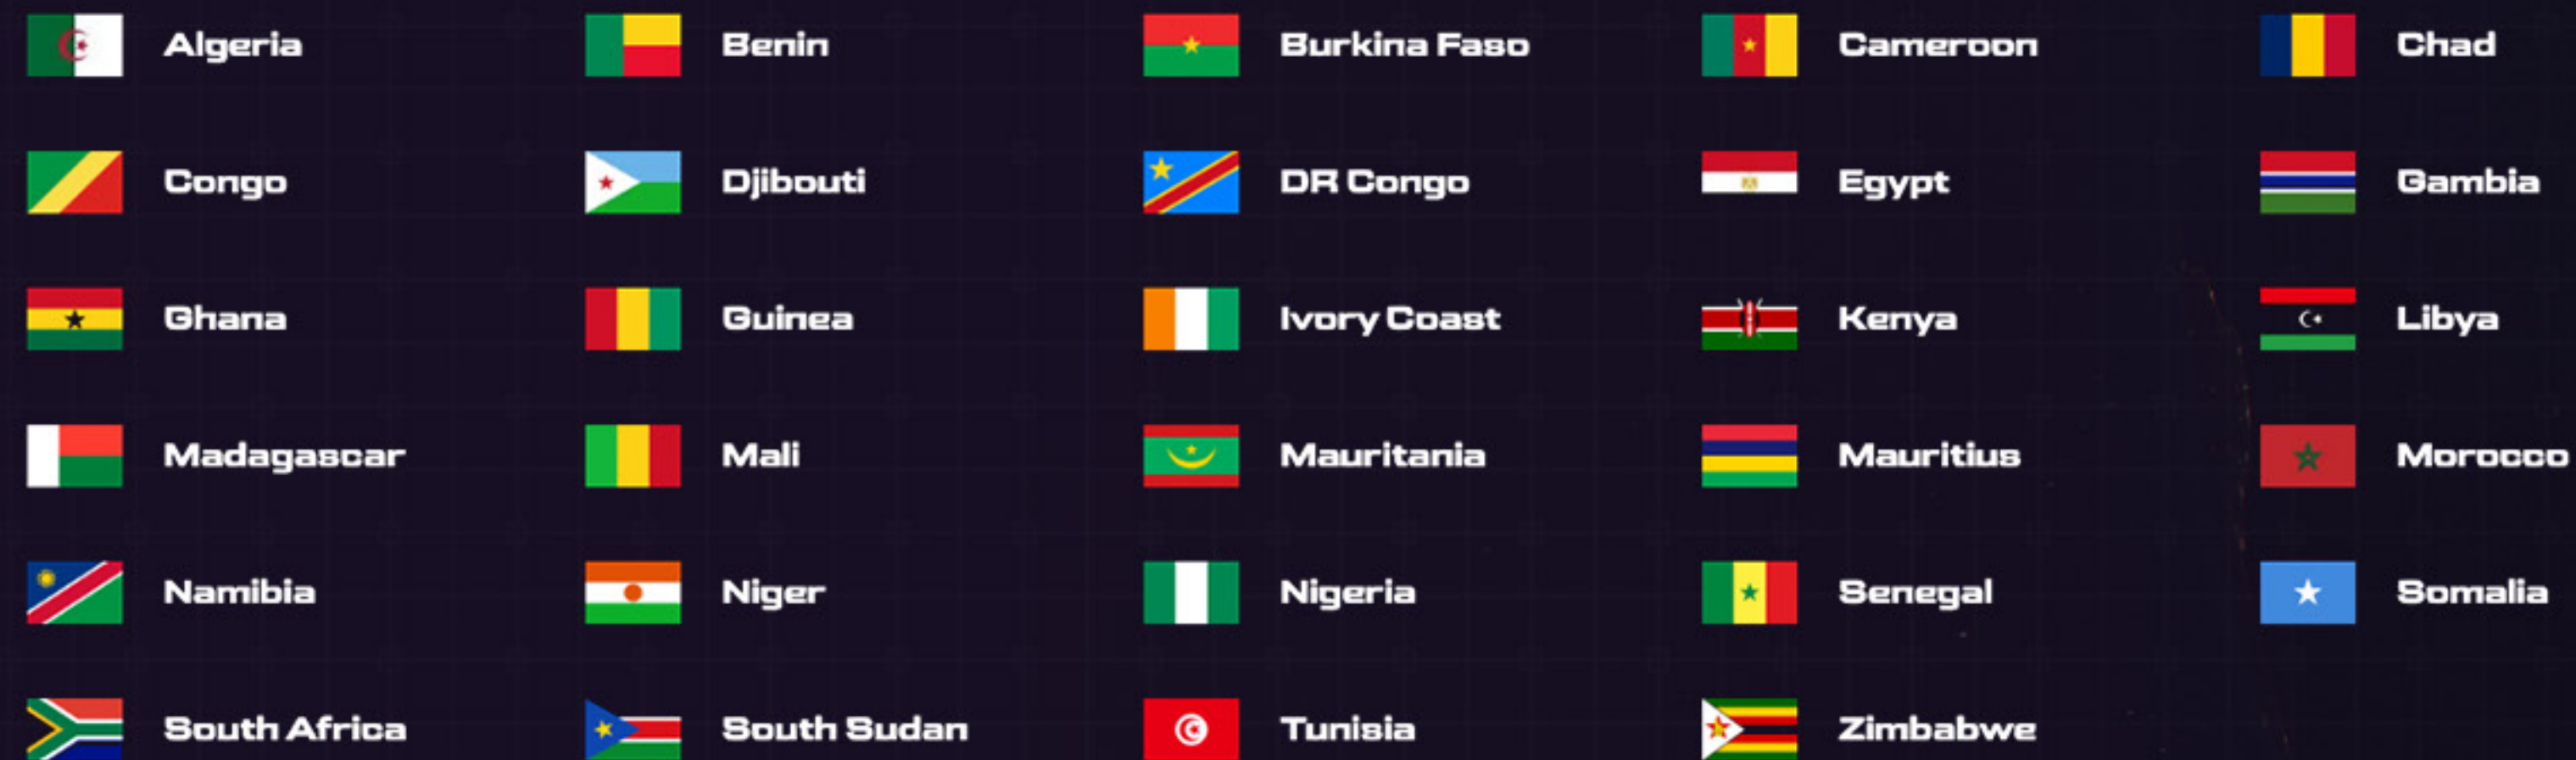 Algeria Benin Burkina Faso Cameroon Chad
Congo Djibouti DR Congo Egypt Gambia
Ghana Guinea Ivory Coast Kenya Libya
Madagascar Mali Mauritania Mauritius Morocco
Namibia Niger Nigeria Senegal Somalia
South Africa South Sudan Tunisia Zimbabwe